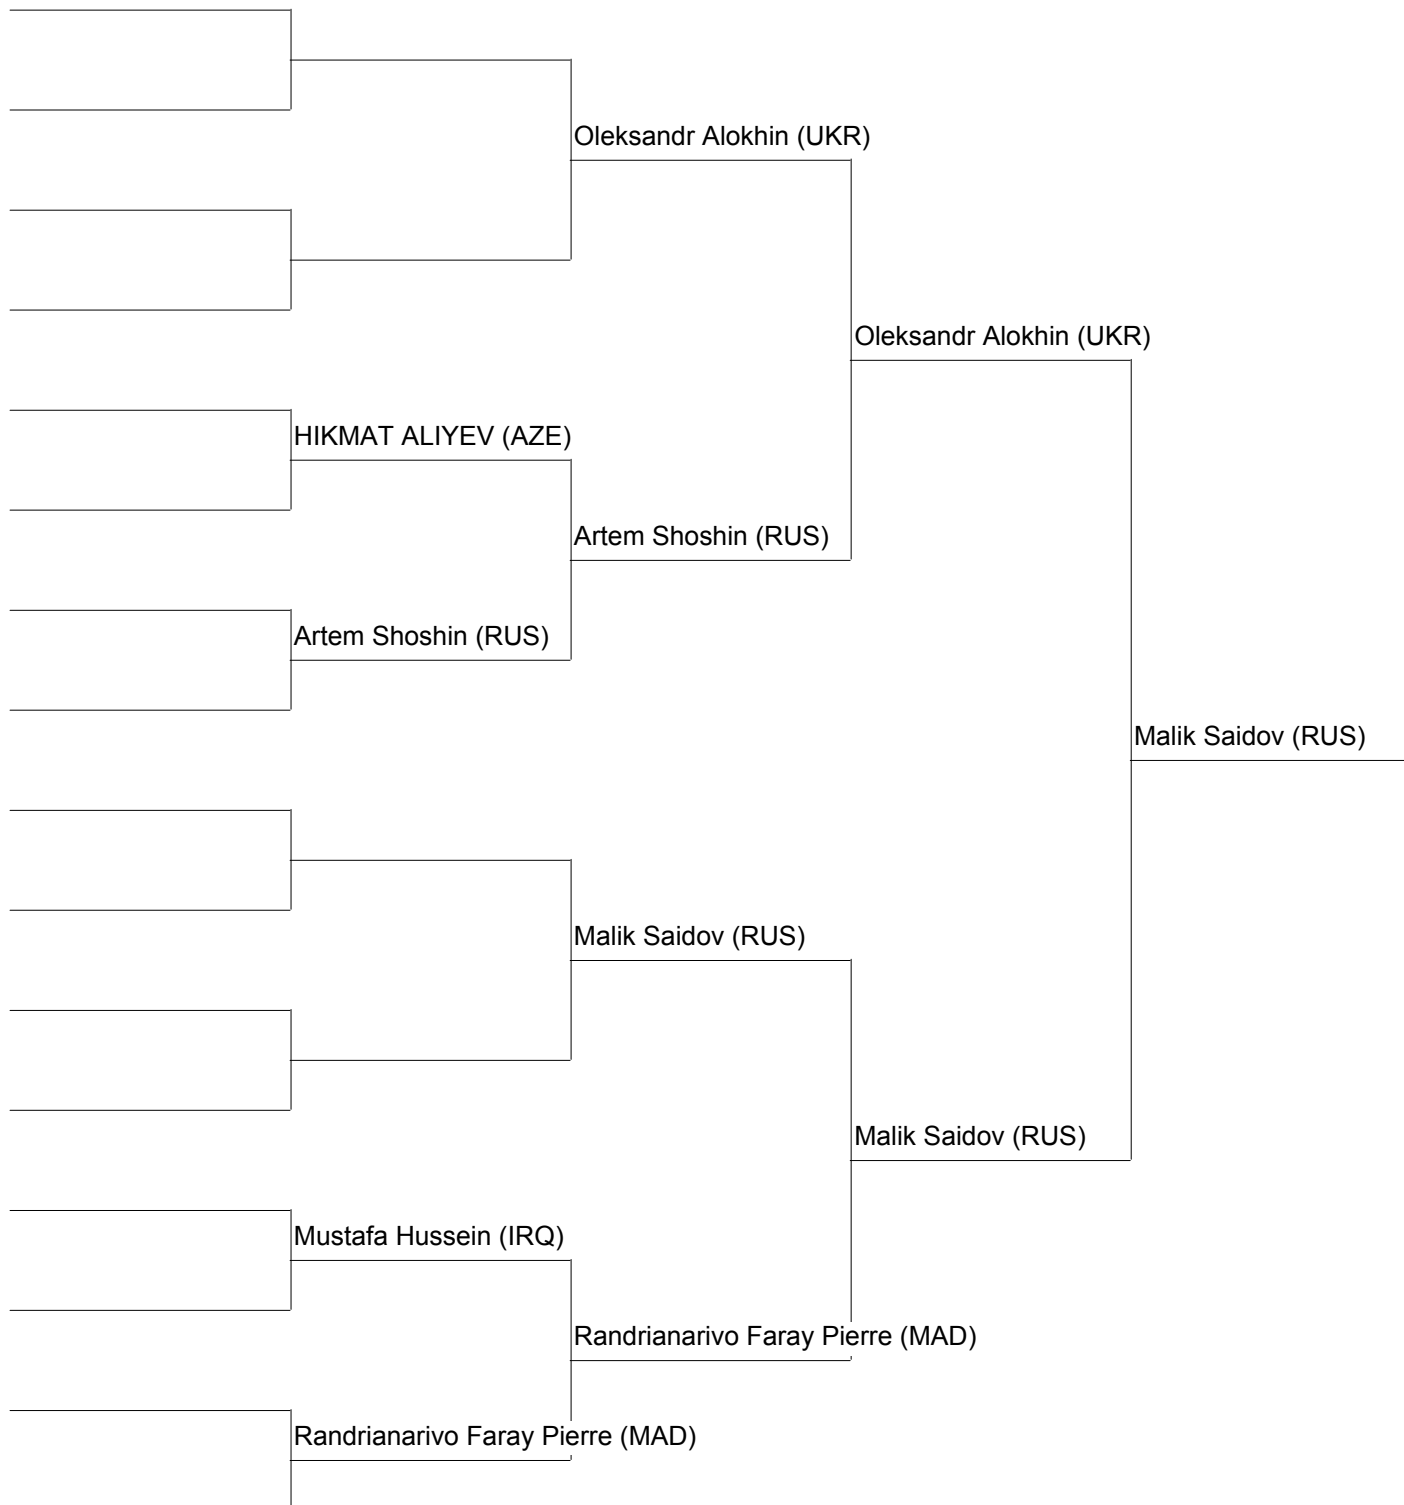 Oleksandr Alokhin (UKR)
Oleksandr Alokhin (UKR)
HIKMAT ALIYEV (AZE)
Artem Shoshin (RUS)
Artem Shoshin (RUS)
Malik Saidov (RUS)
Malik Saidov (RUS)
Malik Saidov (RUS)
Mustafa Hussein (IRQ)
Randrianarivo Faray Pierre (MAD)
Randrianarivo Faray Pierre (MAD)